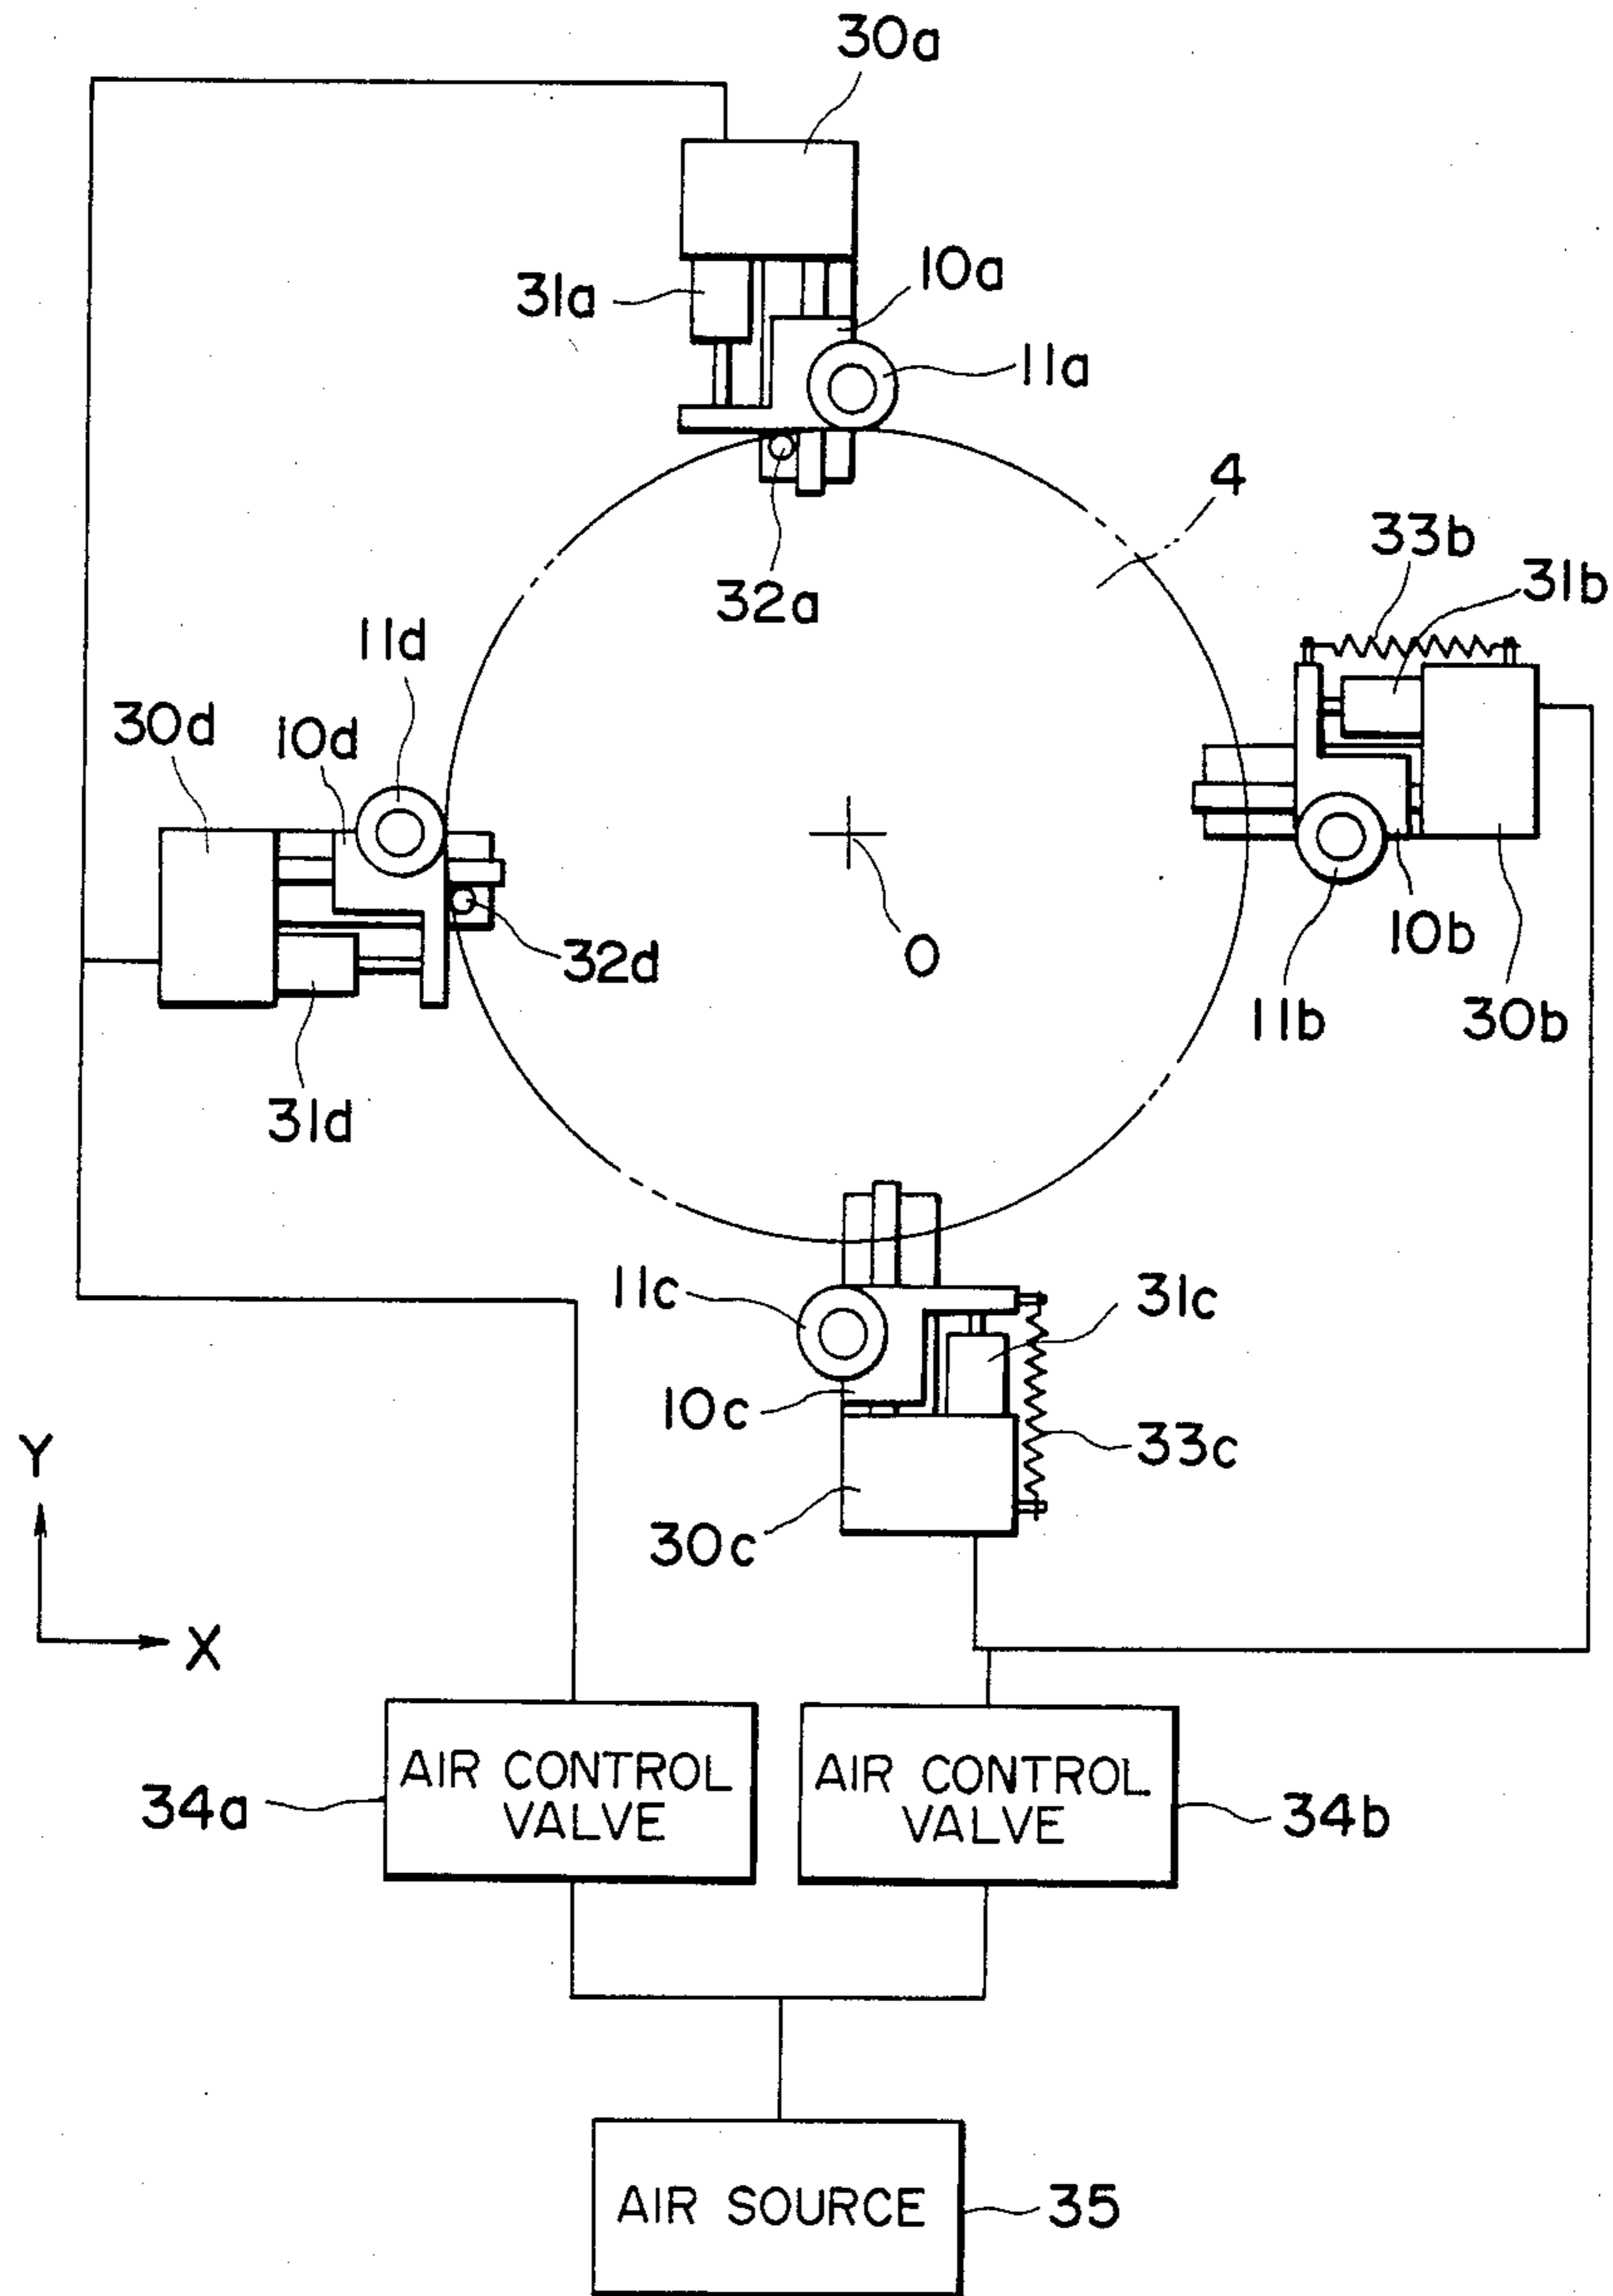 30a
31a
10a
11a
4
33b
31b
32a
11d
30d
10d
32d
O
10b
11b
30b
31d
11c
31c
10c
33c
30c
Y
X
34a
AIR CONTROL
VALVE
AIR CONTROL
VALVE
34b
AIR SOURCE
35